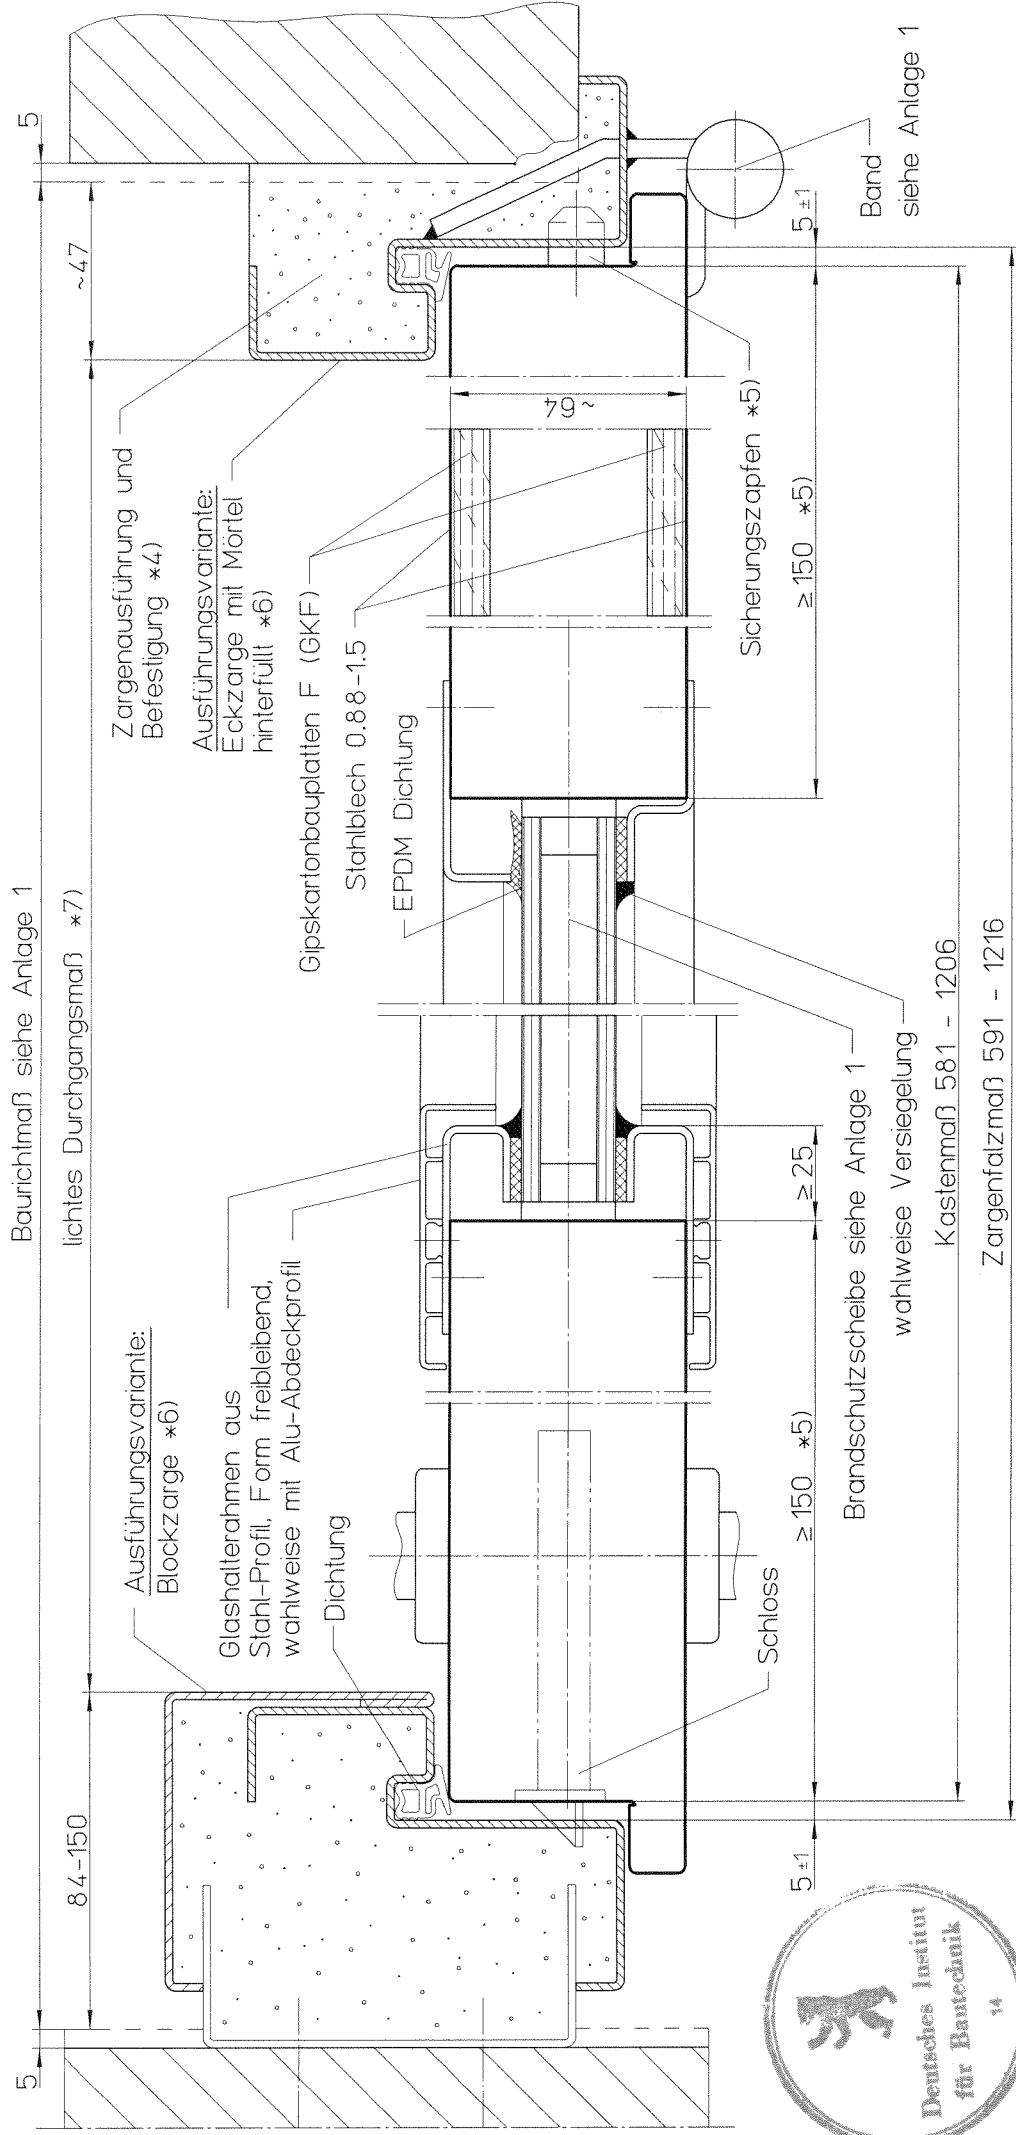 Baurichtmaß siehe Anlage 1
5
5
lichtes Durchgangsmaß *7)
84-150
~47
Ausführungsvariante:
Blockzarge *6)
Zargenausführung und
Befestigung *4)
Ausführungsvariante:
Eckzarge mit Mörtel
hinterfüllt *6)
Glashalterahmen aus
Stahl-Profil, Form freibleibend,
wahlweise mit Alu-Abdeckprofil
Dichtung
Gipskartonbauplatten F (GKF)
Stahlblech 0.88-1.5
EPDM Dichtung
~64
Schloss
Sicherungszapfen *5)
5±1
≥150 *5)
≥25
≥150 *5)
5±1
Brandschutzscheibe siehe Anlage 1
wahlweise Versiegelung
Band
siehe Anlage 1
Kastenmaß 581 - 1206
Zargenfalzmaß 591 - 1216
Deutsches Institut
für Bautechnik
14